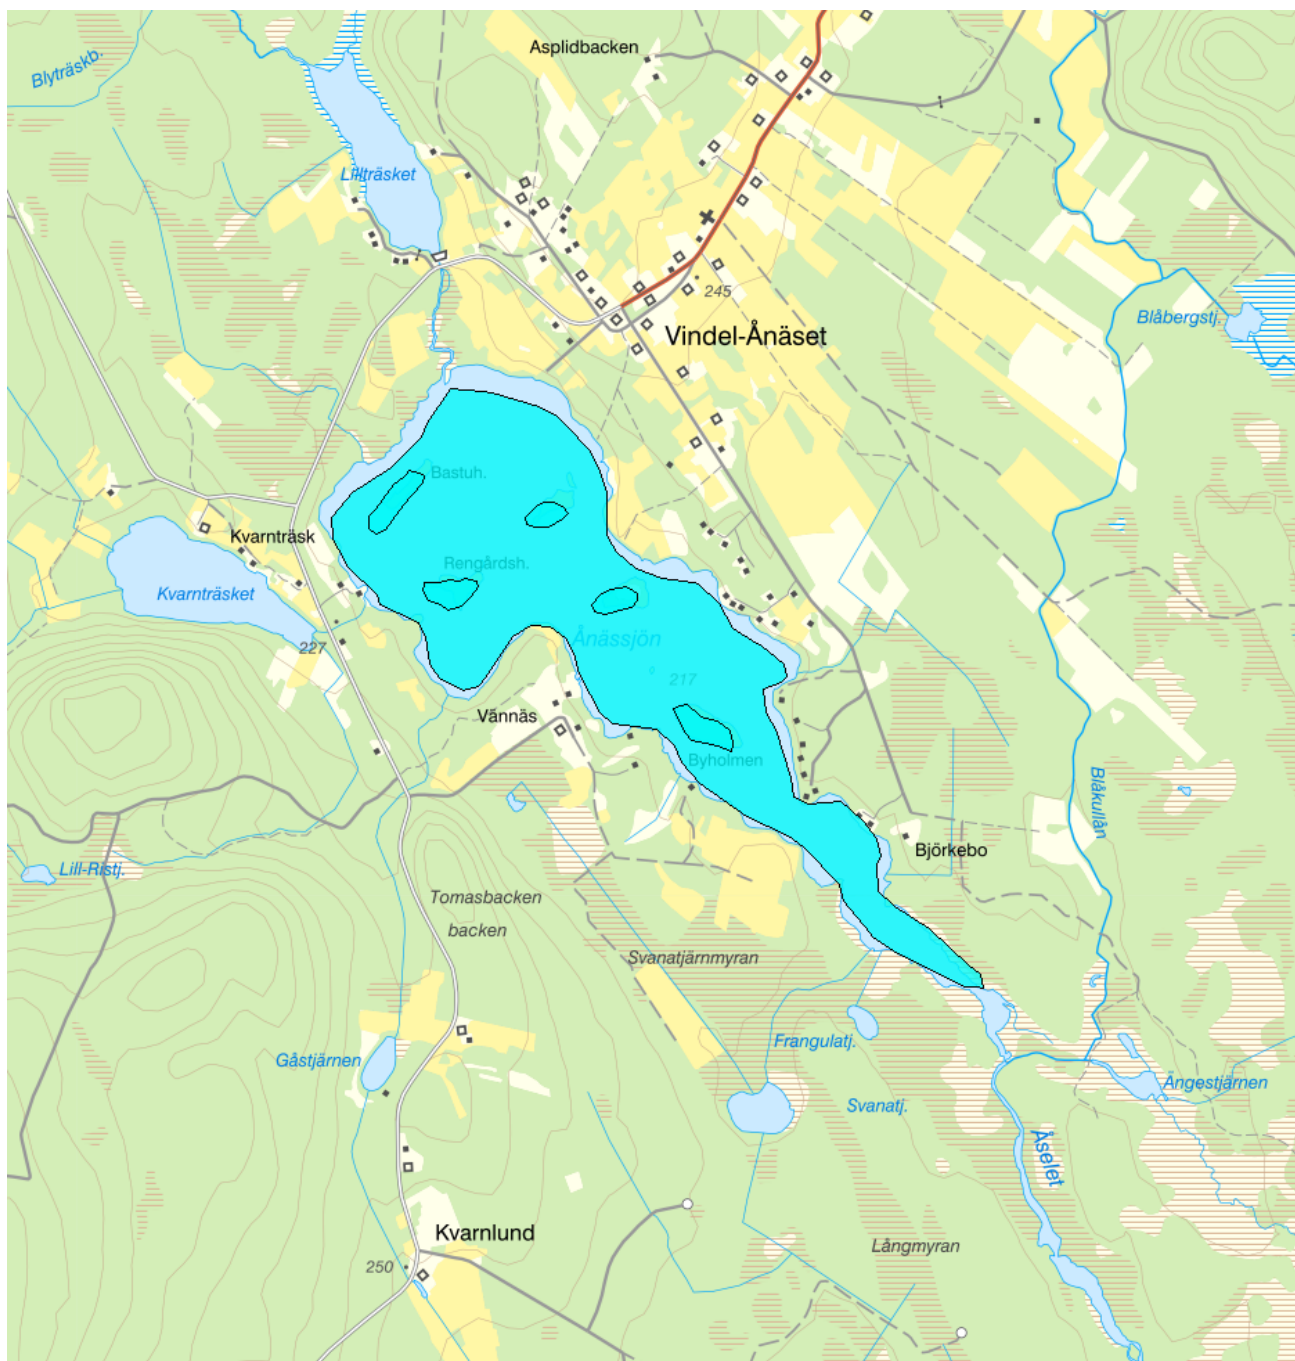 Asplidbacken
Blyträskb.
Lillträsket
245
Blåbergstj.
Vindel-Ånäset
Bastuh.
Kvarnträsk
Rengårdsh.
Kvarnträsket
Ånässjön
227
217
Vännäs
Byholmen
Blåkullån
Björkebo
Lill-Ristj.
Tomasbacken
backen
Svanatjärnmyran
Frangulatj.
Gåstjärnen
Ängestjärnen
Svanatj.
Åselet
Kvarnlund
Långmyran
250